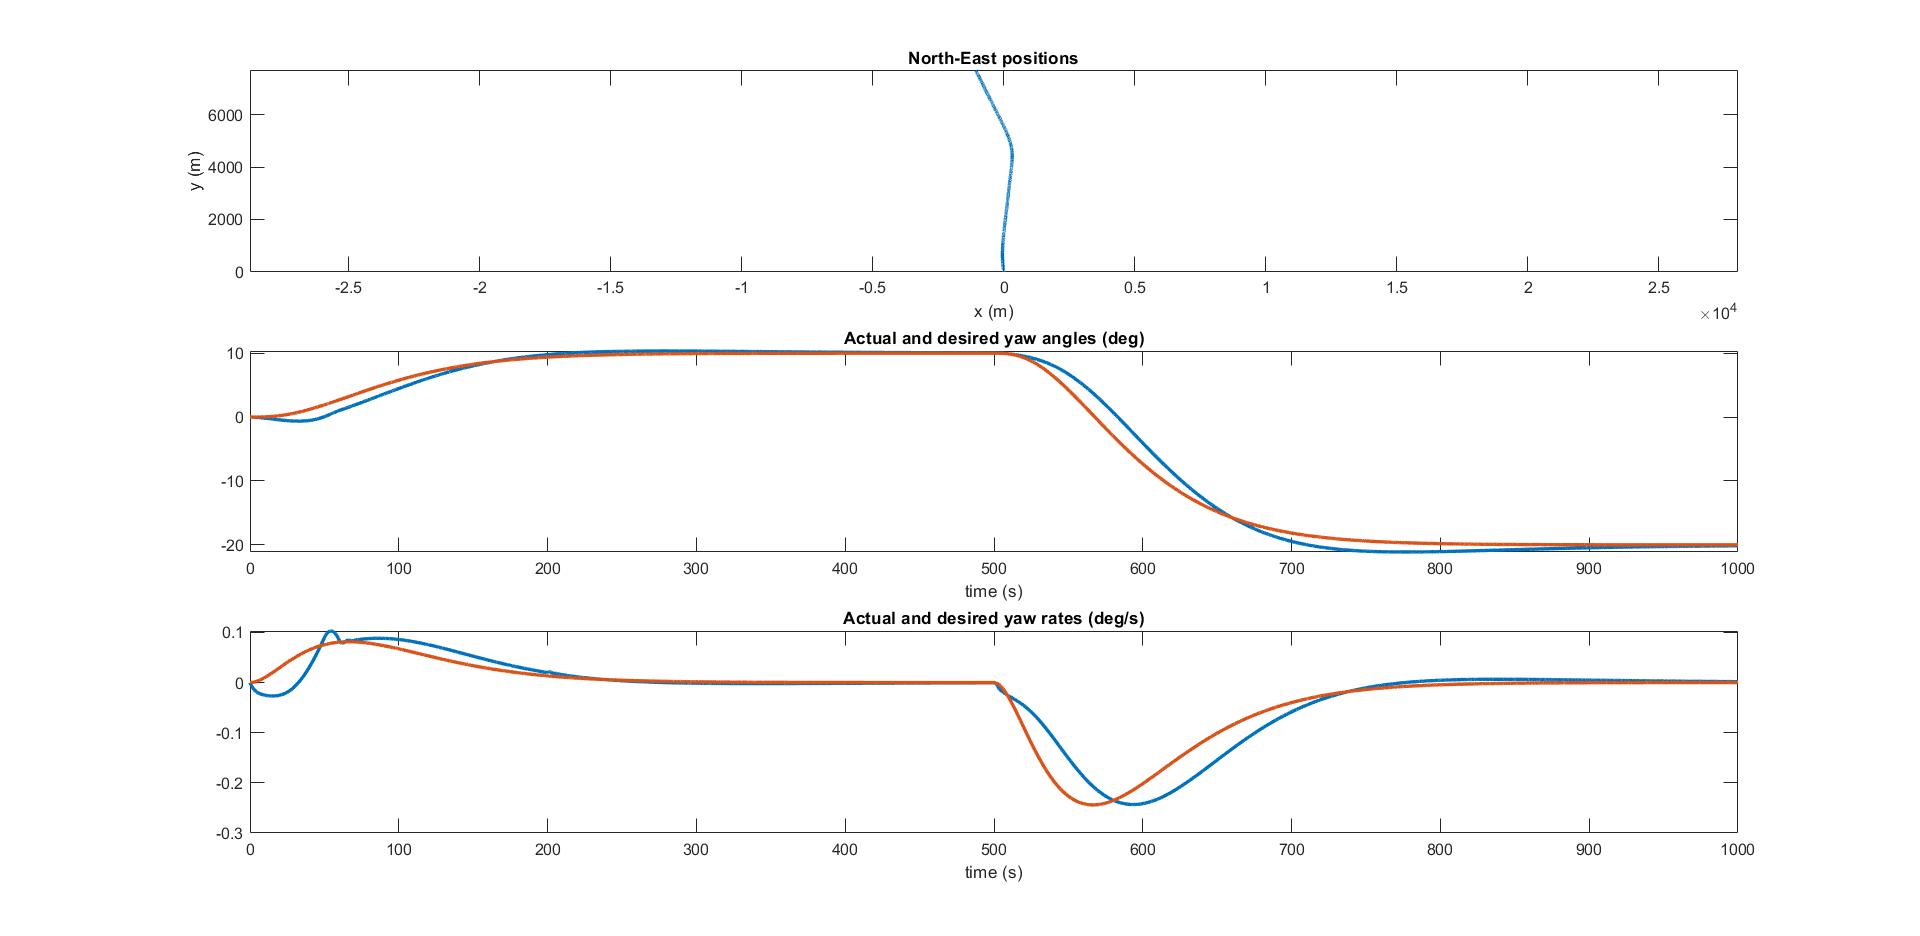 North-East positions
6000
4000
2000
0
y (m)
-2.5 -2 -1.5 -1 -0.5 0 0.5 1 1.5 2 2.5
x (m)
×10⁴
Actual and desired yaw angles (deg)
10
0
-10
-20
0 100 200 300 400 500 600 700 800 900 1000
time (s)
Actual and desired yaw rates (deg/s)
0.1
0
-0.1
-0.2
-0.3
0 100 200 300 400 500 600 700 800 900 1000
time (s)